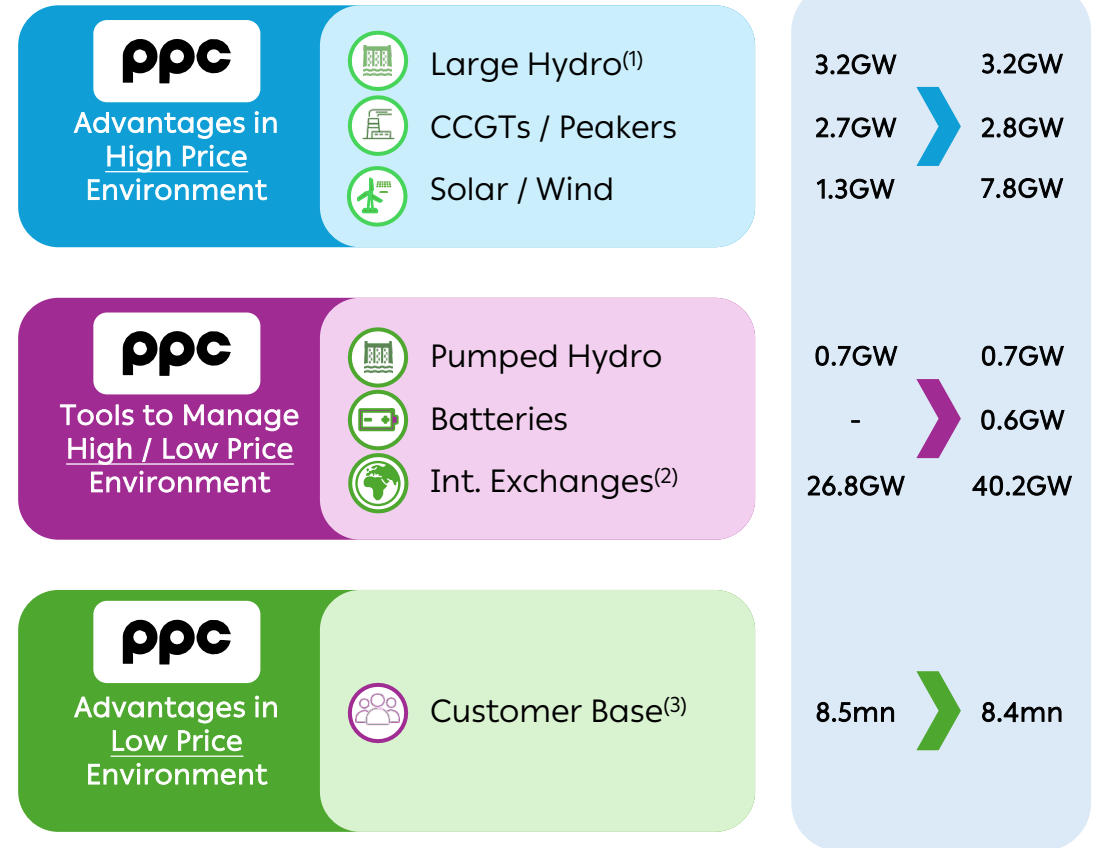 ppc
Advantages in
High Price
Environment
Large Hydro(1)
3.2GW 3.2GW
CCGTs / Peakers
2.7GW 2.8GW
Solar / Wind
1.3GW 7.8GW
ppc
Tools to Manage
High / Low Price
Environment
Pumped Hydro
0.7GW 0.7GW
Batteries
- 0.6GW
Int. Exchanges(2)
26.8GW 40.2GW
ppc
Advantages in
Low Price
Environment
Customer Base(3)
8.5mn 8.4mn